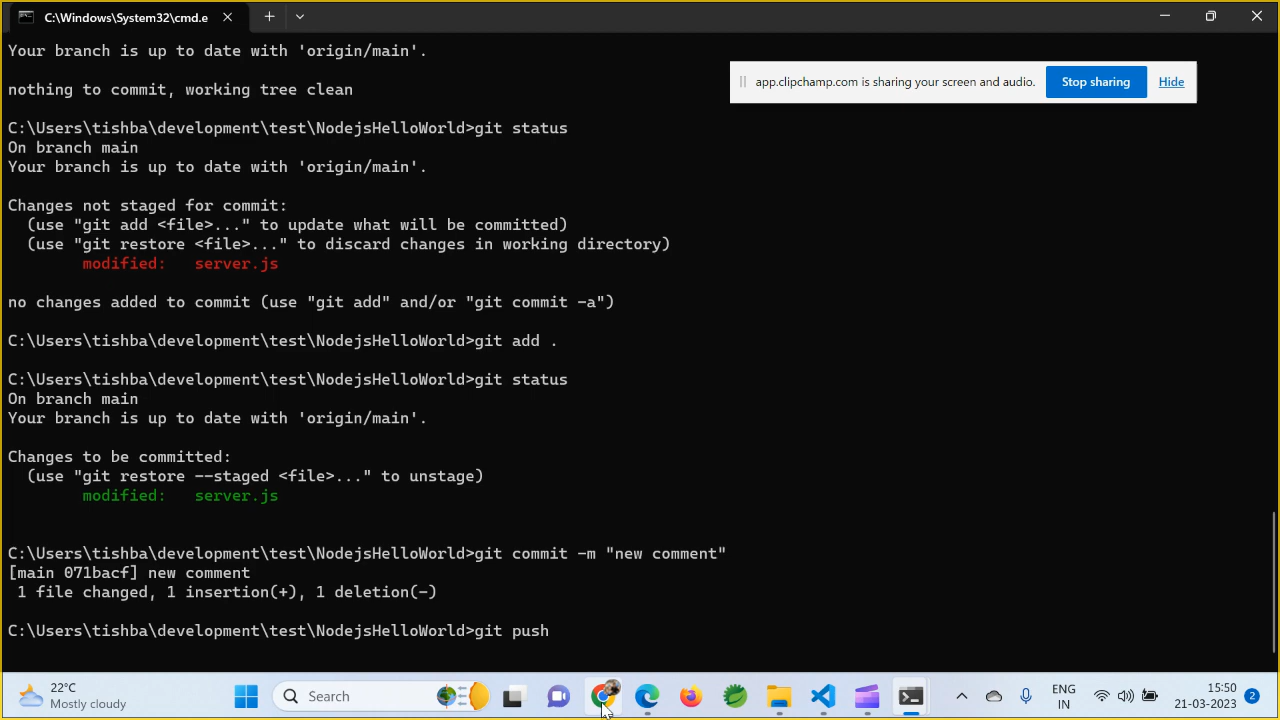 C:\Windows\System32\cmd.e
Your branch is up to date with 'origin/main'.
app.clipchamp.com is sharing your screen and audio. Stop sharing Hide
nothing to commit, working tree clean
C:\Users\tishba\development\test\NodejsHelloWorld>git status
On branch main
Your branch is up to date with 'origin/main'.
Changes not staged for commit:
(use "git add <file>..." to update what will be committed)
(use "git restore <file>..." to discard changes in working directory)
modified: server.js
no changes added to commit (use "git add" and/or "git commit -a")
C:\Users\tishba\development\test\NodejsHelloWorld>git add .
C:\Users\tishba\development\test\NodejsHelloWorld>git status
On branch main
Your branch is up to date with 'origin/main'.
Changes to be committed:
(use "git restore --staged <file>..." to unstage)
modified: server.js
C:\Users\tishba\development\test\NodejsHelloWorld>git commit -m "new comment"
[main 071bacf] new comment
1 file changed, 1 insertion(+), 1 deletion(-)
C:\Users\tishba\development\test\NodejsHelloWorld>git push
22°C
Mostly cloudy
Search
ENG
IN
15:50
21-03-2023
2